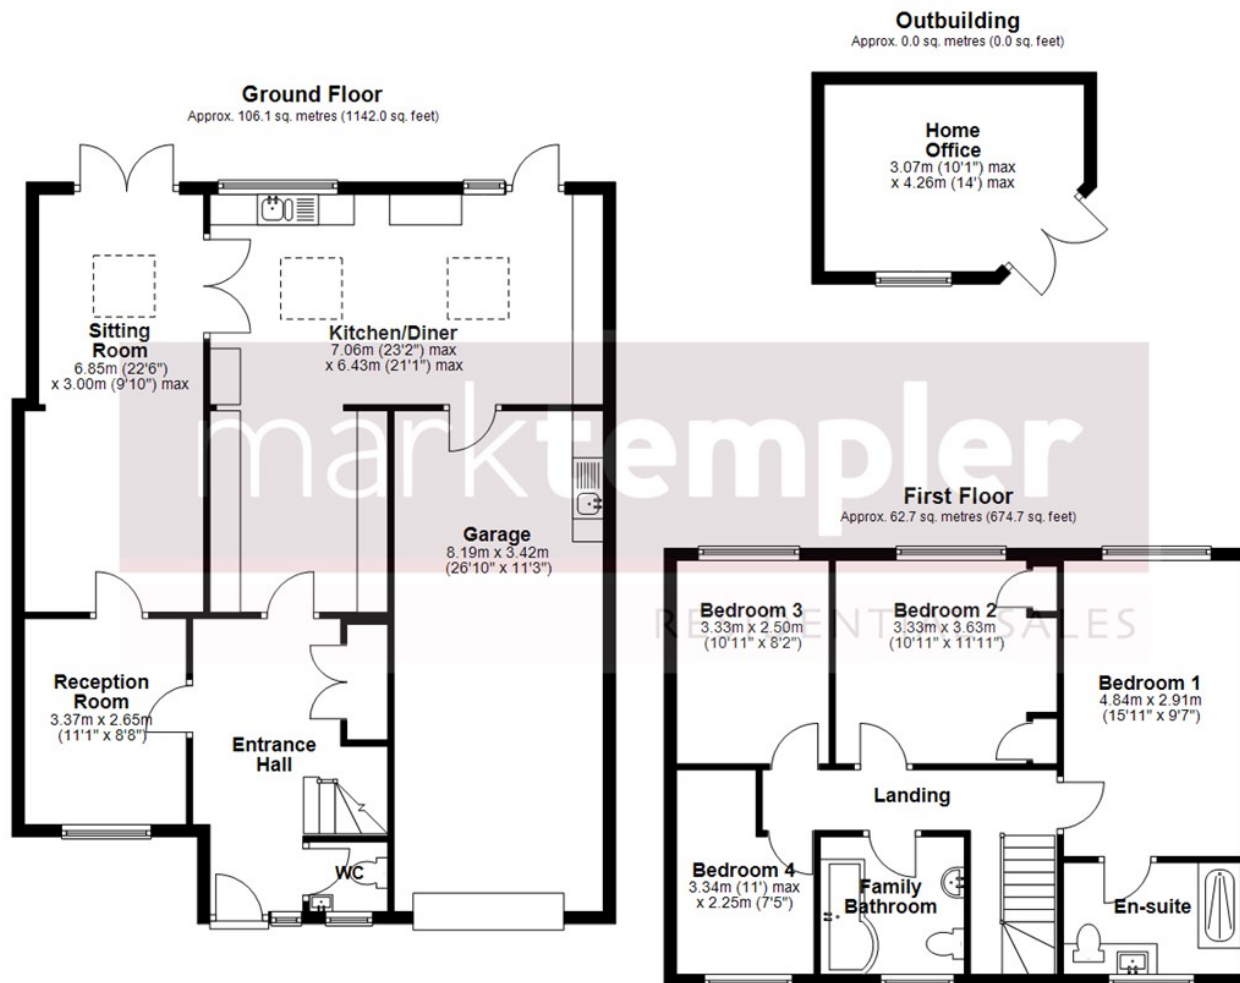 Outbuilding
Approx. 0.0 sq. metres (0.0 sq. feet)
Home
Office
3.07m (10'1") max
x 4.26m (14') max
Ground Floor
Approx. 106.1 sq. metres (1142.0 sq. feet)
Sitting
Room
6.85m (22'6")
x 3.00m (9'10") max
Kitchen/Diner
7.06m (23'2") max
x 6.43m (21'1") max
Garage
8.19m x 3.42m
(26'10" x 11'3")
Reception
Room
3.37m x 2.65m
(11'1" x 8'8")
Entrance
Hall
WC
marktempler
RESIDENTIAL SALES
First Floor
Approx. 62.7 sq. metres (674.7 sq. feet)
Bedroom 3
3.33m x 2.50m
(10'11" x 8'2")
Bedroom 2
3.33m x 3.63m
(10'11" x 11'11")
Bedroom 1
4.84m x 2.91m
(15'11" x 9'7")
Landing
Bedroom 4
3.34m (11') max
x 2.25m (7'5")
Family
Bathroom
En-suite